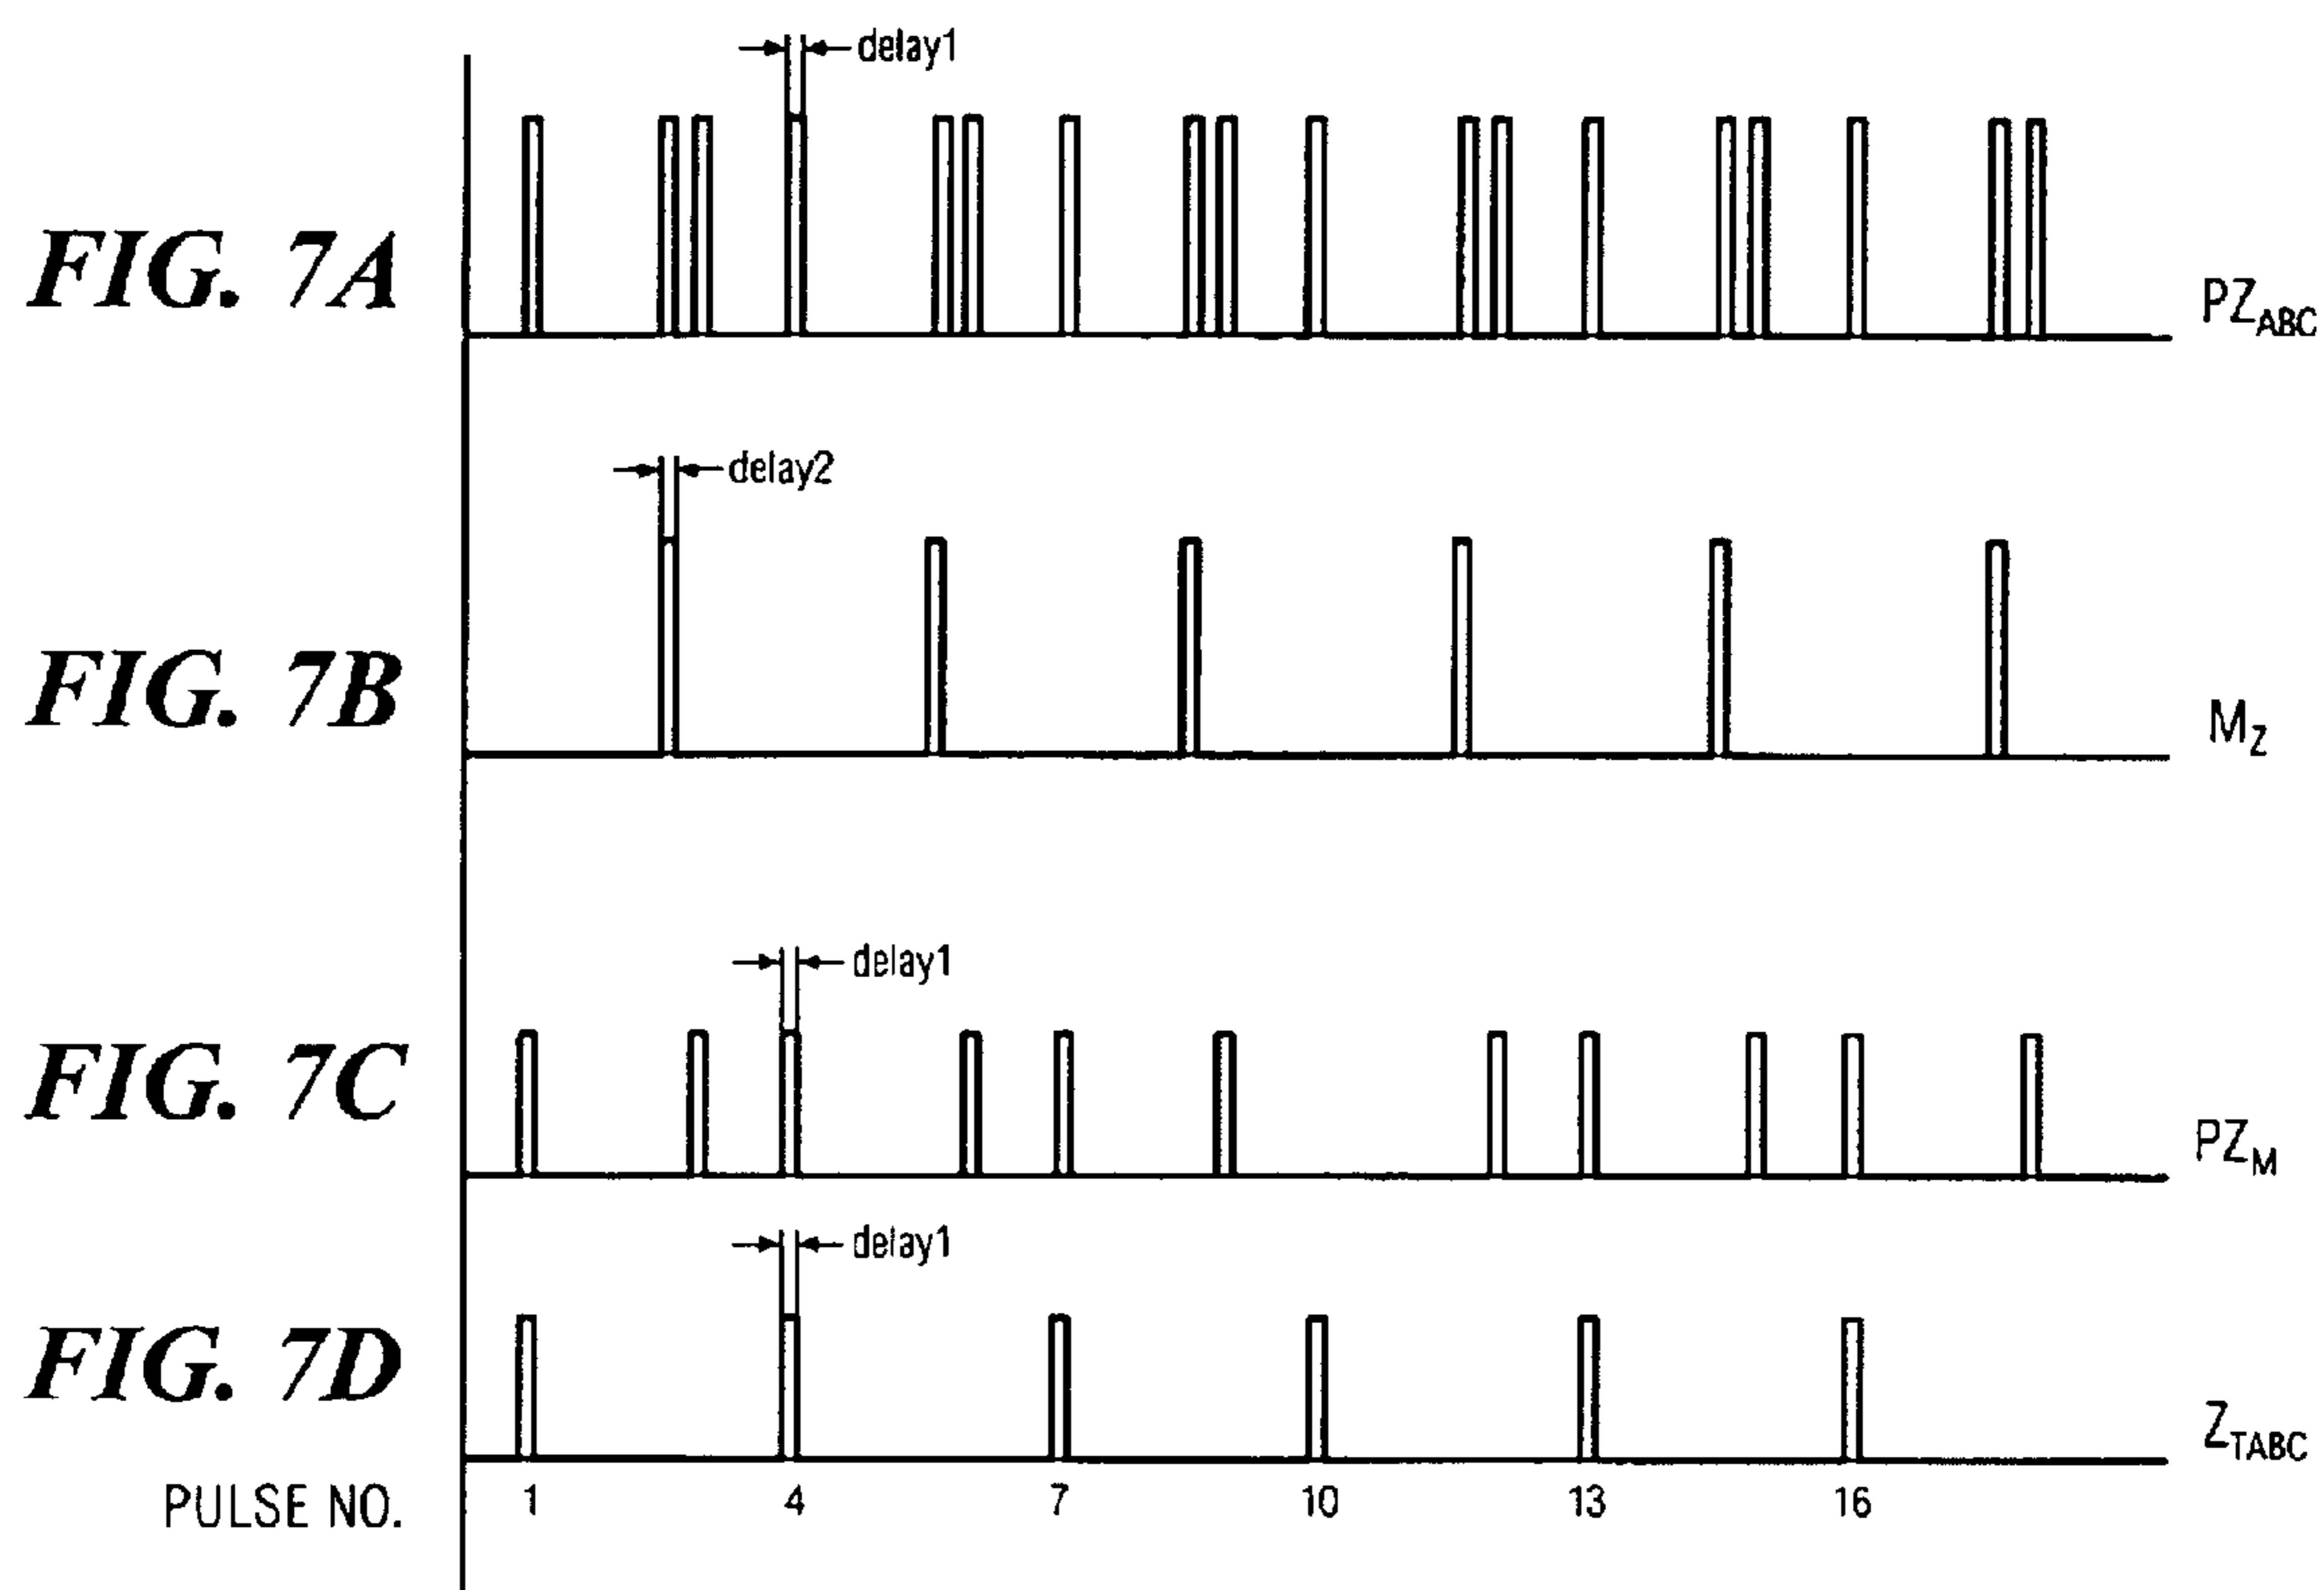 delay1
FIG. 7A
PZABC
delay2
FIG. 7B
MZ
delay1
FIG. 7C
PZM
delay1
FIG. 7D
ZTABC
PULSE NO. 1 4 7 10 13 16